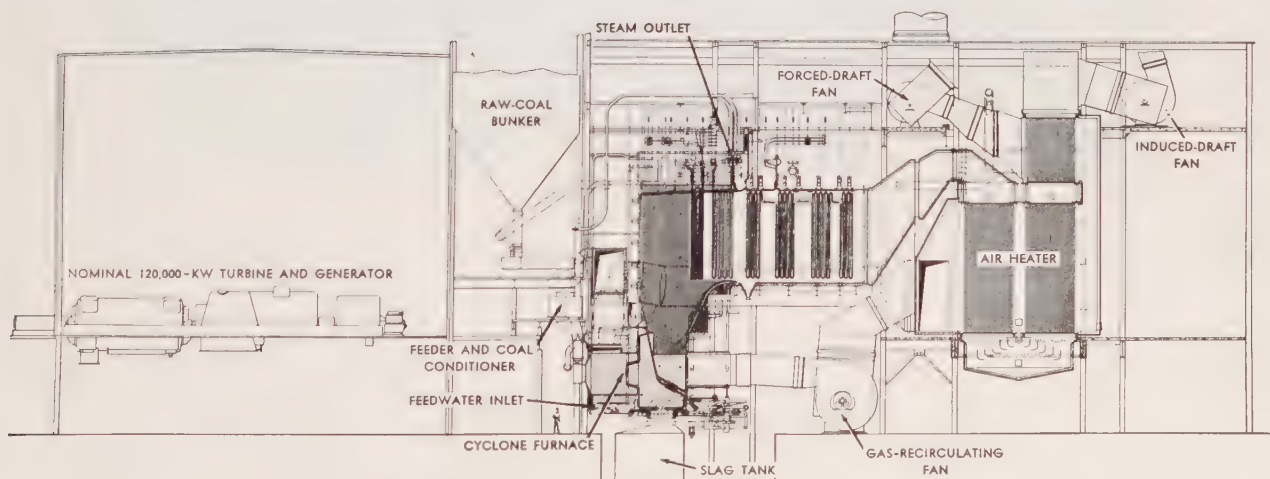 STEAM OUTLET
RAW-COAL
BUNKER
FORCED-DRAFT
FAN
INDUCED-DRAFT
FAN
AIR HEATER
NOMINAL 120,000-KW TURBINE AND GENERATOR
FEEDER AND COAL
CONDITIONER
FEEDWATER INLET
CYCLONE FURNACE
SLAG TANK
GAS-RECIRCULATING
FAN